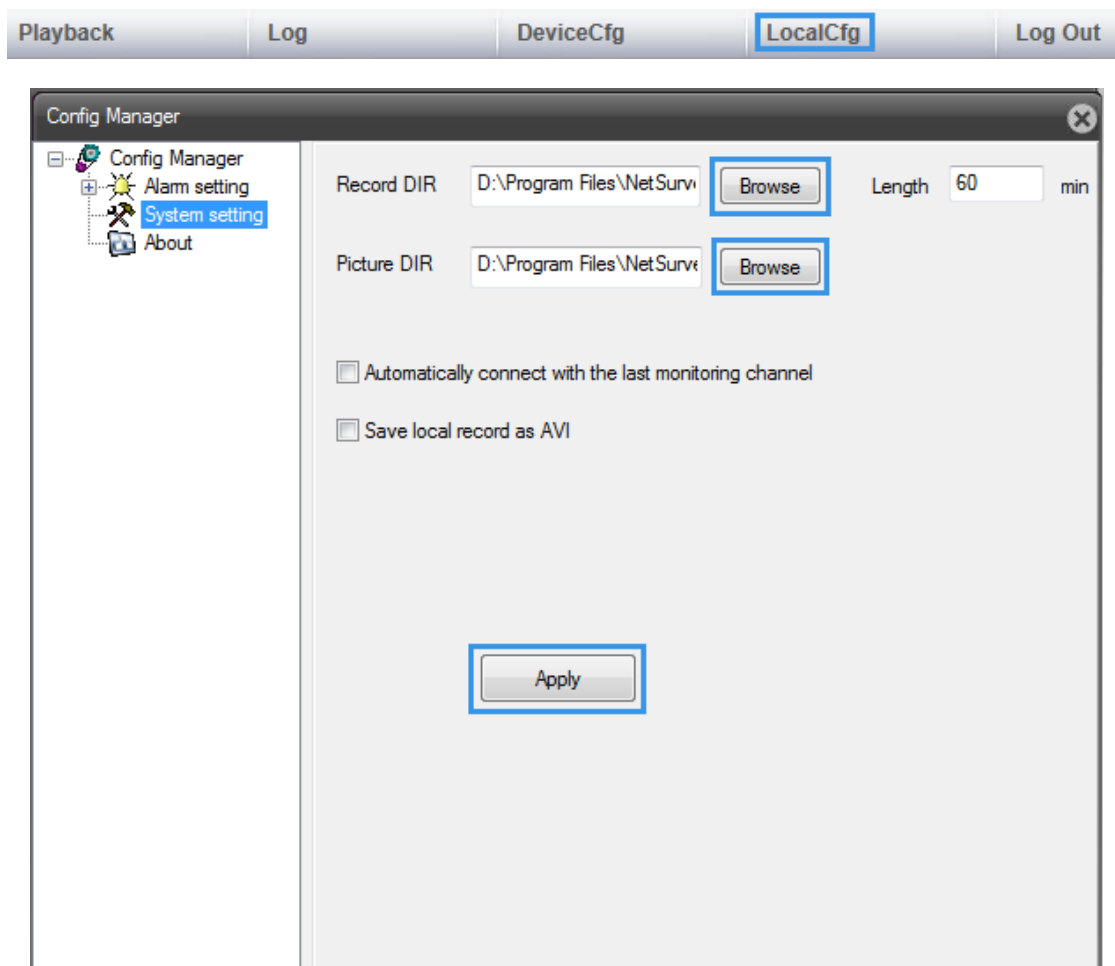 Playback Log DeviceCfg LocalCfg Log Out
Config Manager
Config Manager
Alarm setting
System setting
About
Record DIR D:\Program Files\NetSurv Browse Length 60 min
Picture DIR D:\Program Files\NetSurve Browse
Automatically connect with the last monitoring channel
Save local record as AVI
Apply